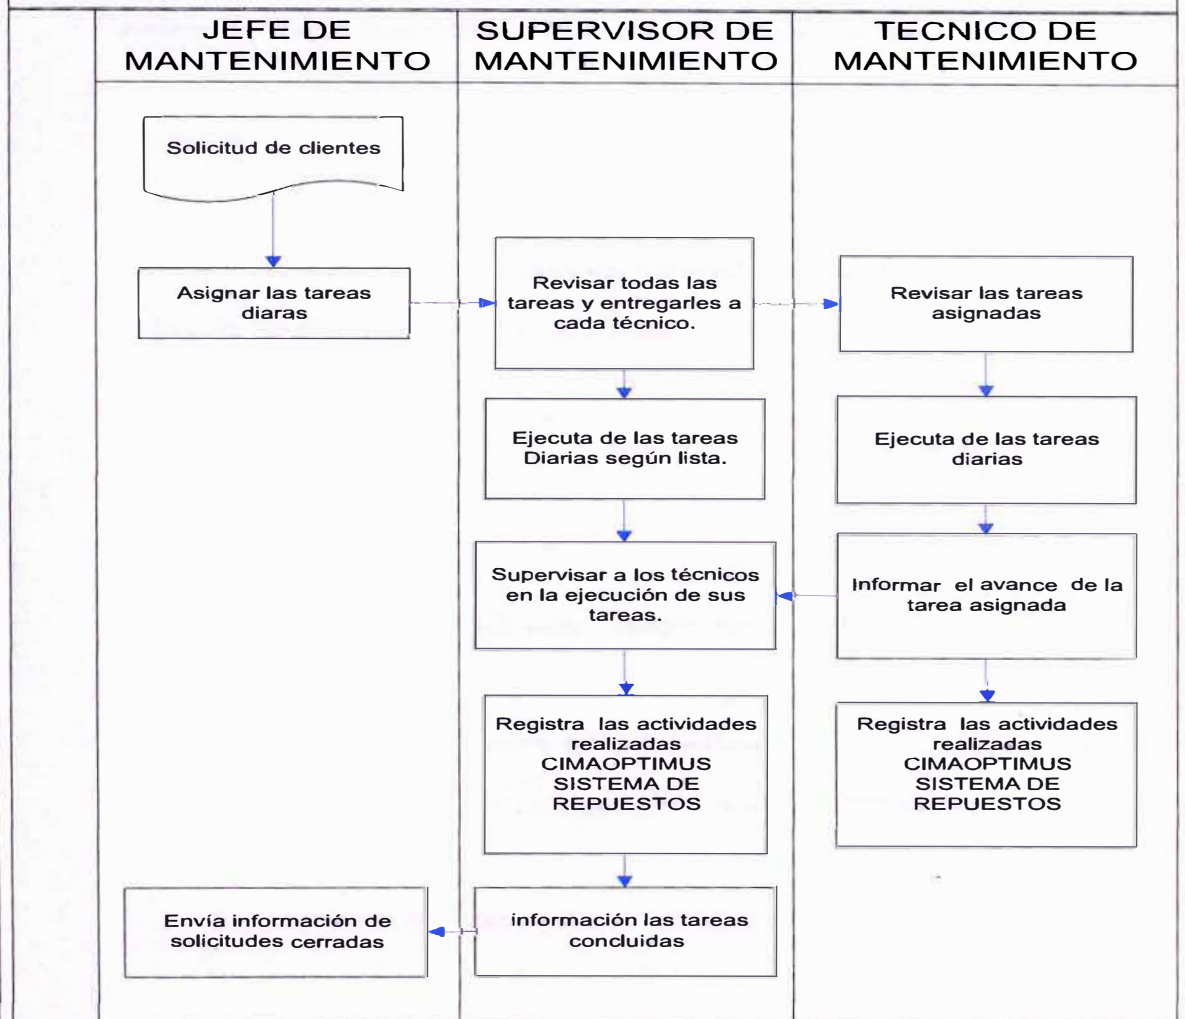 JEFE DE
MANTENIMIENTO
SUPERVISOR DE
MANTENIMIENTO
TECNICO DE
MANTENIMIENTO
Solicitud de clientes
Asignar las tareas
diaras
Revisar todas las
tareas y entregarles a
cada técnico.
Revisar las tareas
asignadas
Ejecuta de las tareas
Diarias según lista.
Ejecuta de las tareas
diarias
Supervisar a los técnicos
en la ejecución de sus
tareas.
Informar el avance de la
tarea asignada
Registra las actividades
realizadas
CIMAOPTIMUS
SISTEMA DE
REPUESTOS
Registra las actividades
realizadas
CIMAOPTIMUS
SISTEMA DE
REPUESTOS
Envía información de
solicitudes cerradas
información las tareas
concluidas